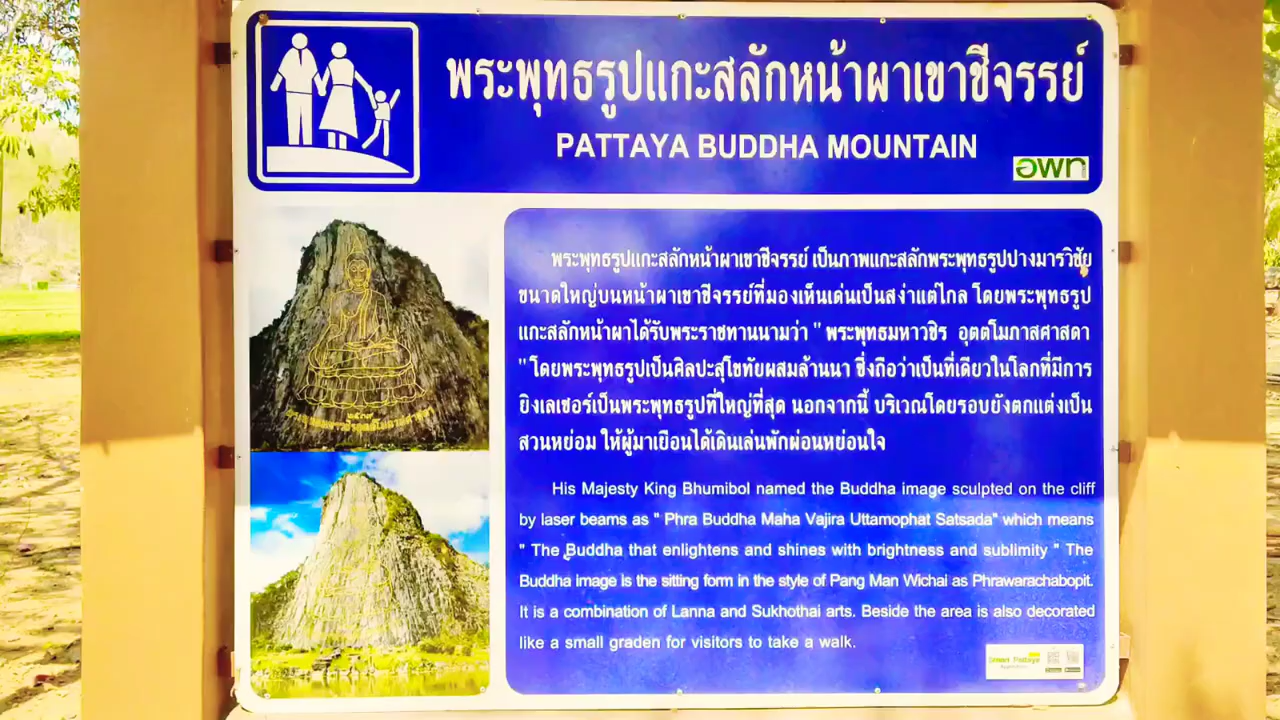 พระพุทธรูปแกะสลักหน้าผาเขาชีจรรย์
PATTAYA BUDDHA MOUNTAIN
อพท
พระพุทธรูปแกะสลักหน้าผาเขาชีจรรย์ เป็นภาพแกะสลักพระพุทธรูปปางมารวิชัย
ขนาดใหญ่บนหน้าผาเขาชีจรรย์ที่มองเห็นเด่นเป็นสง่าแต่ไกล โดยพระพุทธรูป
แกะสลักหน้าผาได้รับพระราชทานนามว่า " พระพุทธมหาวชิร อุตตโมภาสศาสดา
" โดยพระพุทธรูปเป็นศิลปะสุโขทัยผสมล้านนา ซึ่งถือว่าเป็นที่เดียวในโลกที่มีการ
ยิงเลเซอร์เป็นพระพุทธรูปที่ใหญ่ที่สุด นอกจากนี้ บริเวณโดยรอบยังตกแต่งเป็น
สวนหย่อม ให้ผู้มาเยือนได้เดินเล่นพักผ่อนหย่อนใจ
His Majesty King Bhumibol named the Buddha image sculpted on the cliff
by laser beams as " Phra Buddha Maha Vajira Uttamophat Satsada" which means
" The Buddha that enlightens and shines with brightness and sublimity " The
Buddha image is the sitting form in the style of Pang Man Wichai as Phrawarachabopit.
It is a combination of Lanna and Sukhothai arts. Beside the area is also decorated
like a small graden for visitors to take a walk.